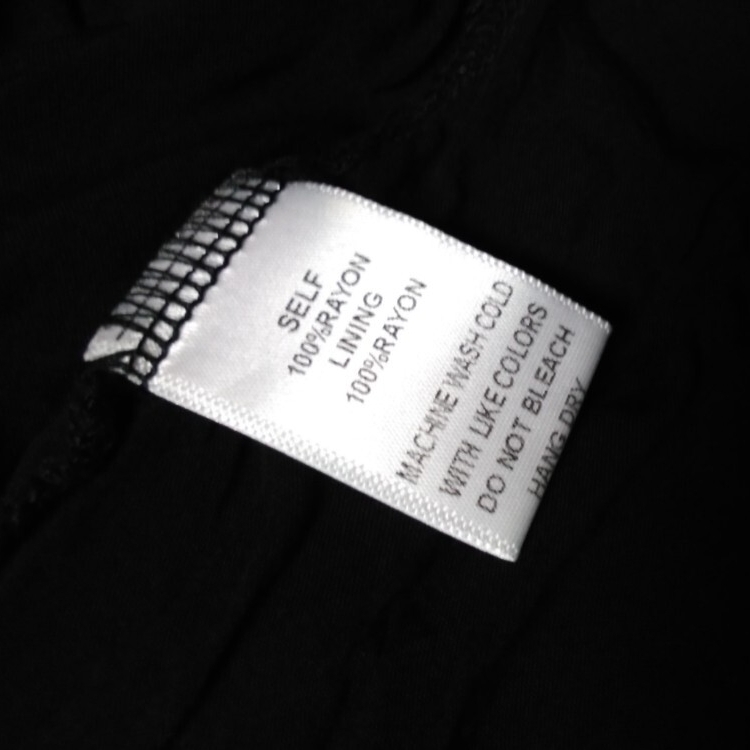 SELF
100%RAYON
LINING
100%RAYON
MACHINE WASH COLD
WITH LIKE COLORS
DO NOT BLEACH
HANG DRY